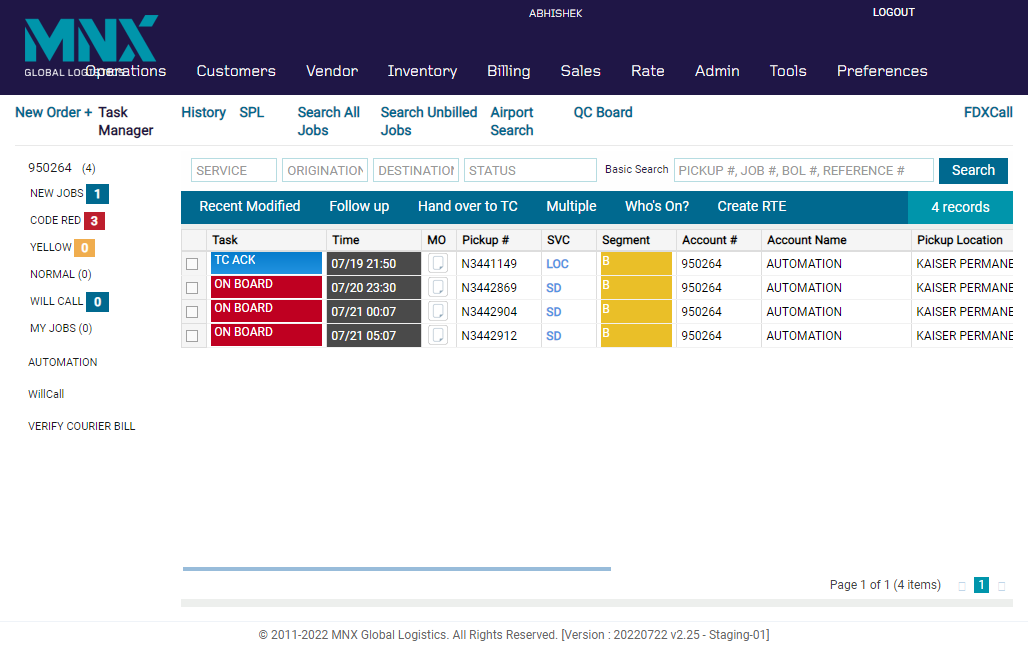 ABHISHEK
LOGOUT
MNX
GLOBAL LOGISTICS
Operations Customers Vendor Inventory Billing Sales Rate Admin Tools Preferences
New Order + Task Manager History SPL Search All Jobs Search Unbilled Jobs Airport Search QC Board FDXCall
950264 (4)
NEW JOBS 1
CODE RED 3
YELLOW 0
NORMAL (0)
WILL CALL 0
MY JOBS (0)
AUTOMATION
WillCall
VERIFY COURIER BILL
SERVICE ORIGINATION DESTINATION STATUS Basic Search PICKUP #, JOB #, BOL #, REFERENCE # Search
Recent Modified Follow up Hand over to TC Multiple Who's On? Create RTE 4 records
Task Time MO Pickup # SVC Segment Account # Account Name Pickup Location
TC ACK 07/19 21:50 N3441149 LOC B 950264 AUTOMATION KAISER PERMANE
ON BOARD 07/20 23:30 N3442869 SD B 950264 AUTOMATION KAISER PERMANE
ON BOARD 07/21 00:07 N3442904 SD B 950264 AUTOMATION KAISER PERMANE
ON BOARD 07/21 05:07 N3442912 SD B 950264 AUTOMATION KAISER PERMANE
Page 1 of 1 (4 items) 1
© 2011-2022 MNX Global Logistics. All Rights Reserved. [Version : 20220722 v2.25 - Staging-01]